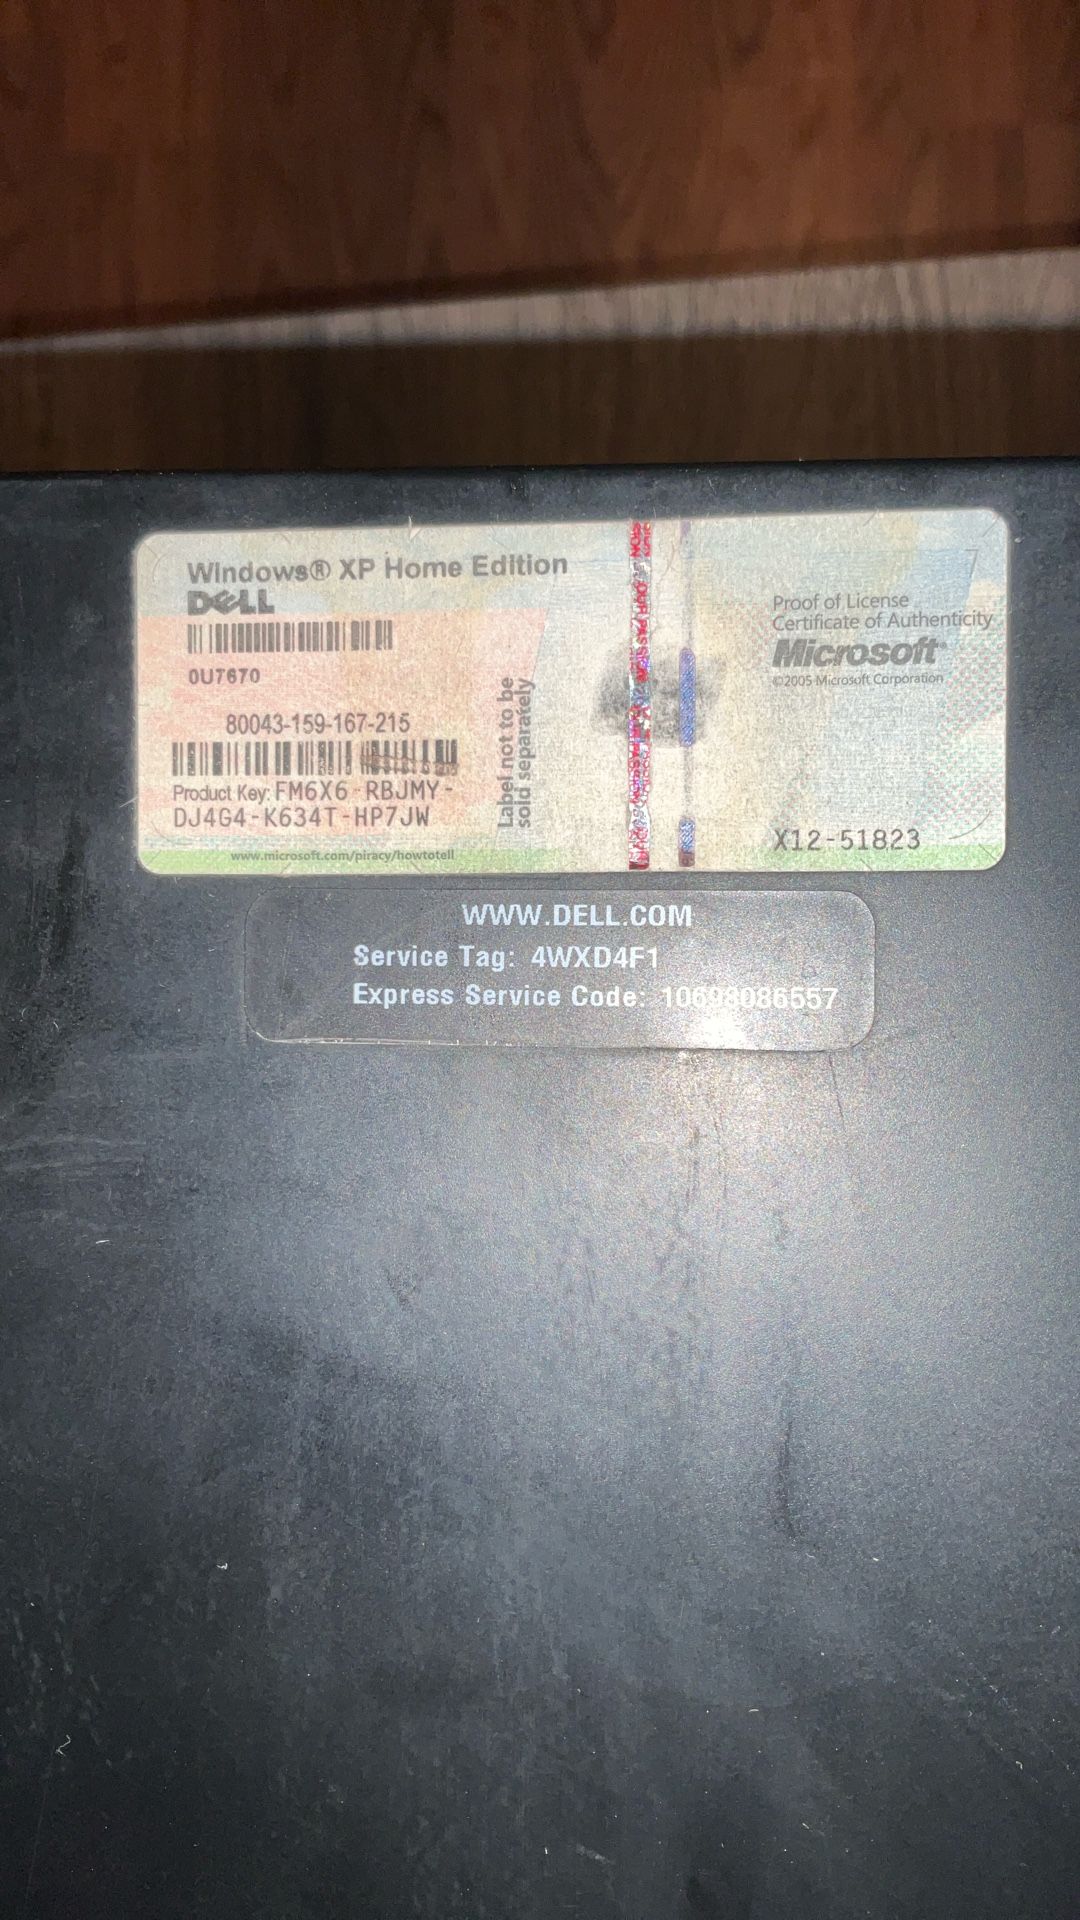 Windows® XP Home Edition
DELL
0U7670
80043-159-167-215
Product Key: FM6X6-RBJMY-
DJ4G4-K634T-HP7JW
www.microsoft.com/piracy/howtotell
Label not to be
sold separately
Proof of License
Certificate of Authenticity
Microsoft®
©2005 Microsoft Corporation
X12-51823
WWW.DELL.COM
Service Tag: 4WXD4F1
Express Service Code: 10698086557